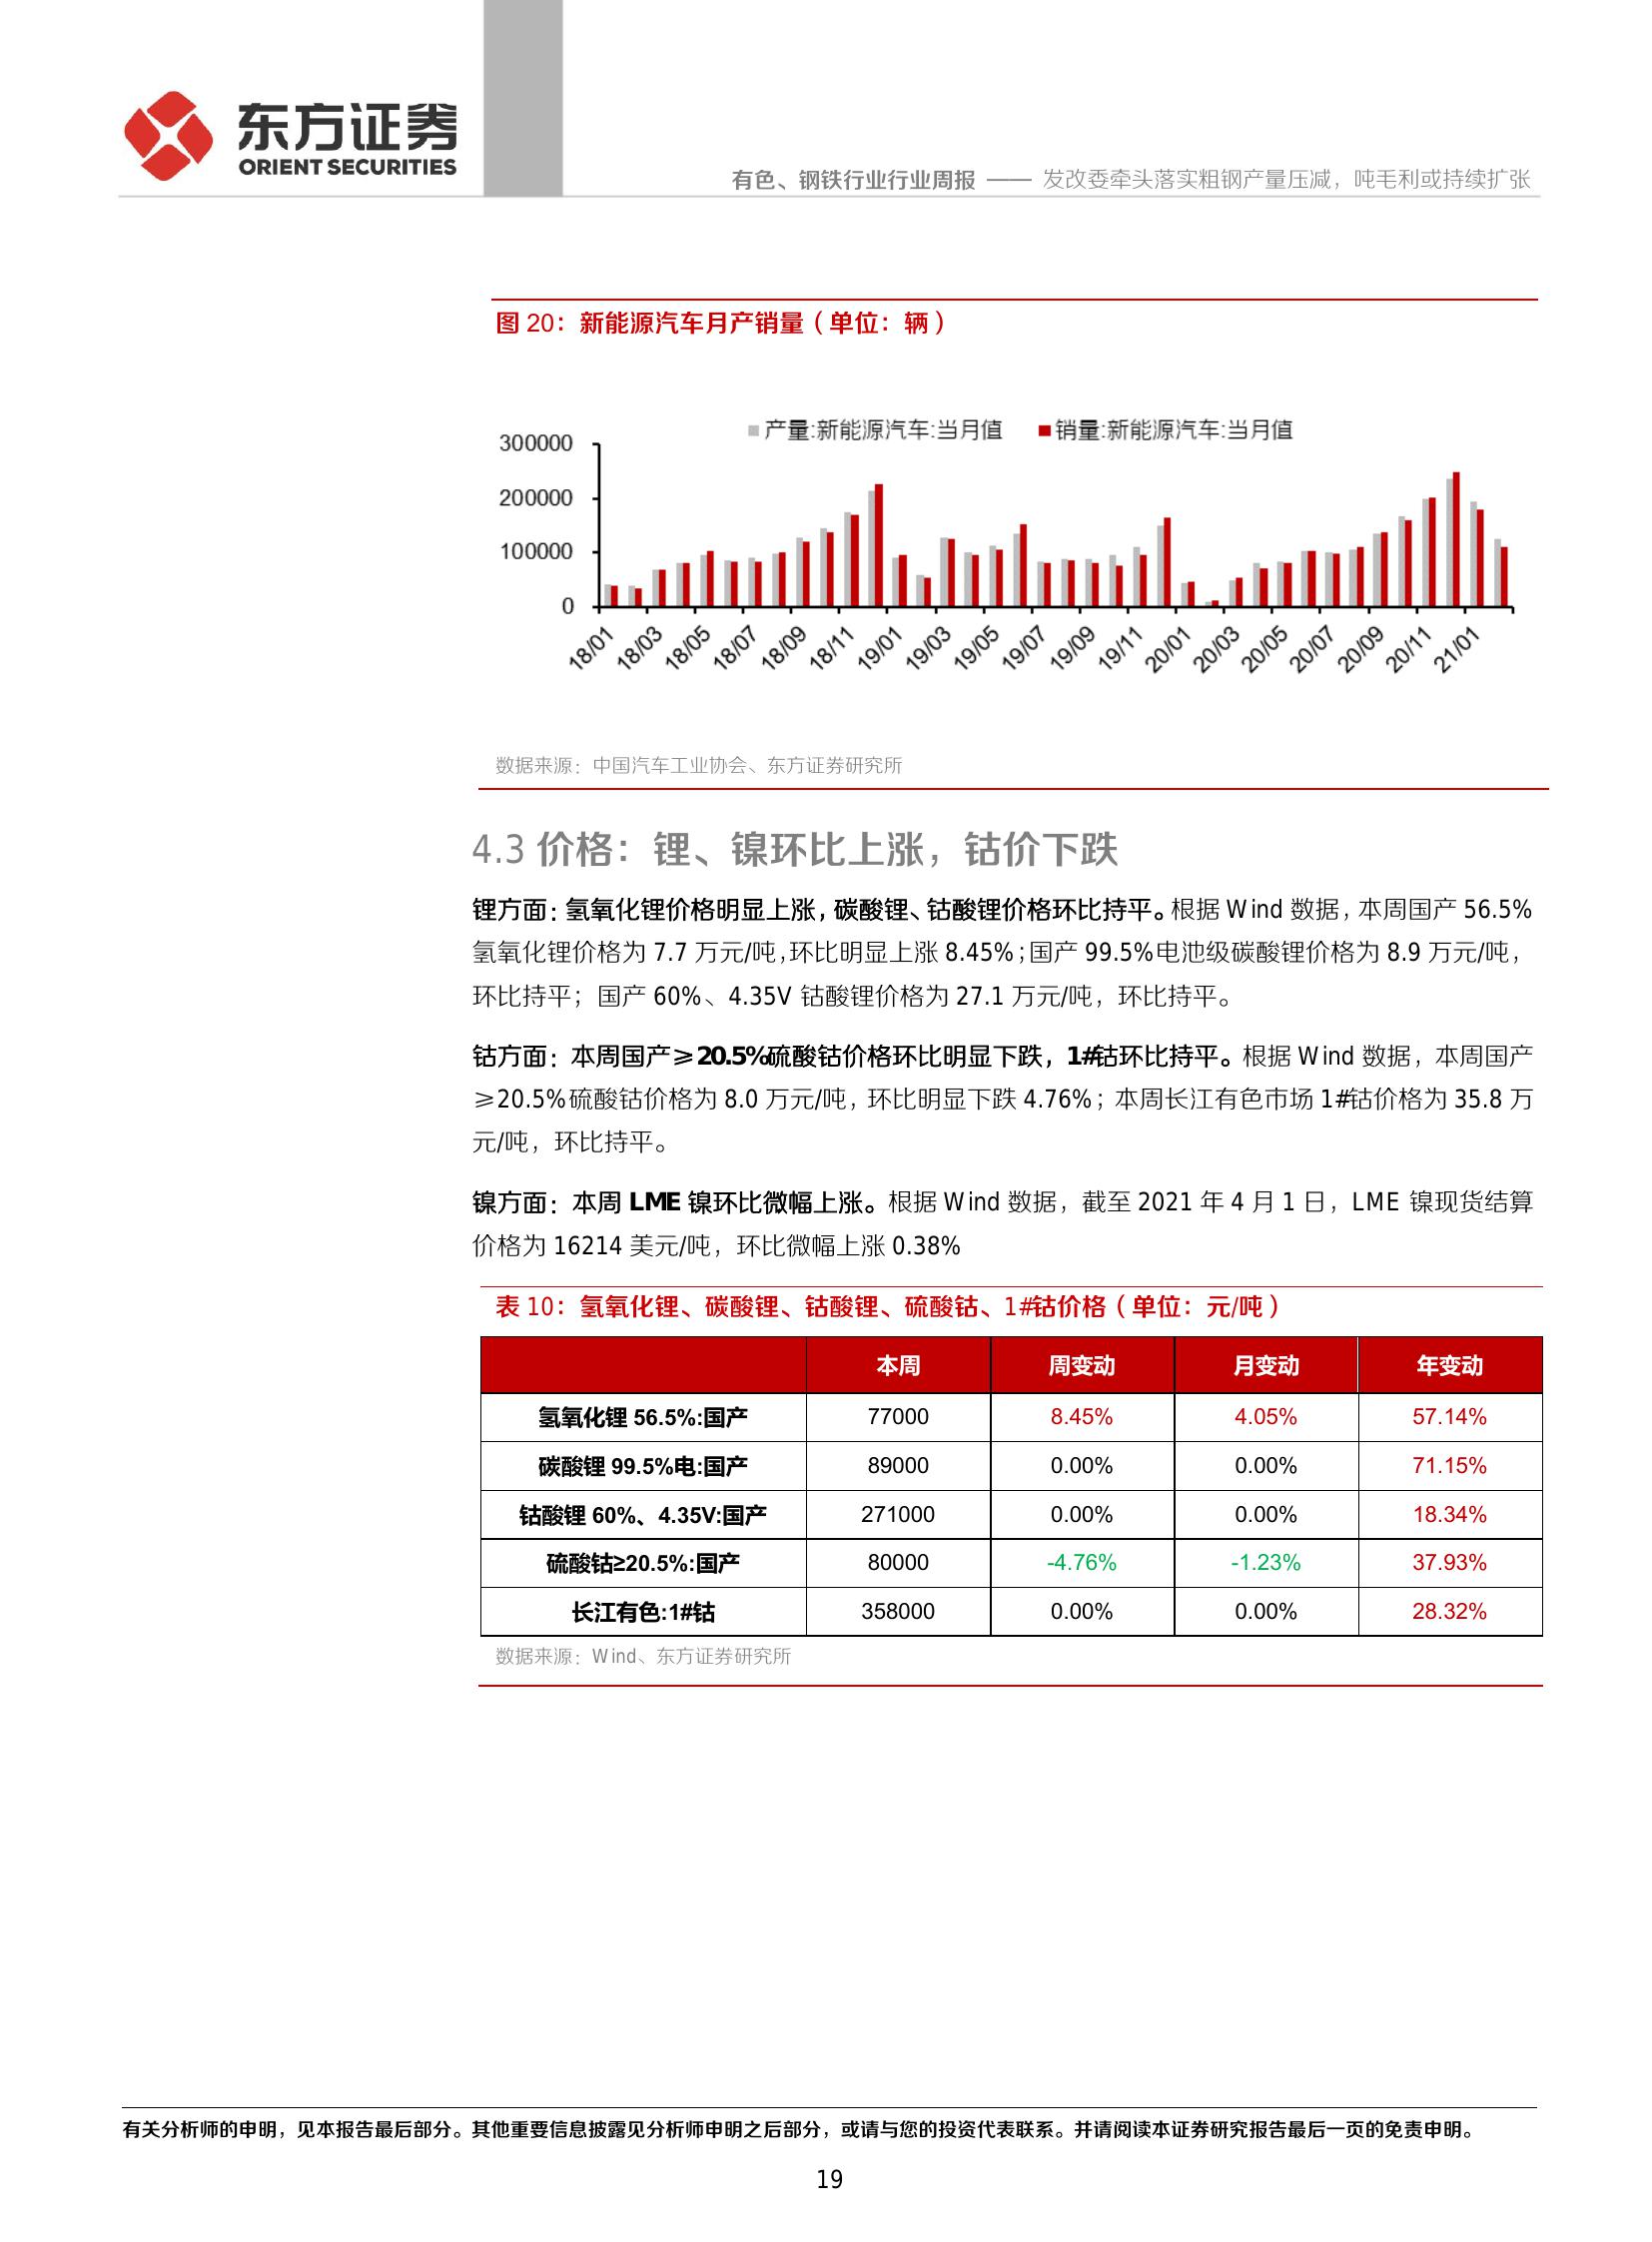 东方证券
ORIENT SECURITIES
有色、钢铁行业行业周报 —— 发改委牵头落实粗钢产量压减，吨毛利或持续扩张
图 20：新能源汽车月产销量（单位：辆）
产量:新能源汽车:当月值 销量:新能源汽车:当月值
300000
200000
100000
0
18/01 18/03 18/05 18/07 18/09 18/11 19/01 19/03 19/05 19/07 19/09 19/11 20/01 20/03 20/05 20/07 20/09 20/11 21/01
数据来源：中国汽车工业协会、东方证券研究所
4.3 价格：锂、镍环比上涨，钴价下跌
锂方面：氢氧化锂价格明显上涨，碳酸锂、钴酸锂价格环比持平。根据 Wind 数据，本周国产 56.5%
氢氧化锂价格为 7.7 万元/吨，环比明显上涨 8.45%；国产 99.5%电池级碳酸锂价格为 8.9 万元/吨，
环比持平；国产 60%、4.35V 钴酸锂价格为 27.1 万元/吨，环比持平。
钴方面：本周国产≥20.5%硫酸钴价格环比明显下跌，1#钴环比持平。根据 Wind 数据，本周国产
≥20.5%硫酸钴价格为 8.0 万元/吨，环比明显下跌 4.76%；本周长江有色市场 1#钴价格为 35.8 万
元/吨，环比持平。
镍方面：本周 LME 镍环比微幅上涨。根据 Wind 数据，截至 2021 年 4 月 1 日，LME 镍现货结算
价格为 16214 美元/吨，环比微幅上涨 0.38%
表 10：氢氧化锂、碳酸锂、钴酸锂、硫酸钴、1#钴价格（单位：元/吨）
本周 周变动 月变动 年变动
氢氧化锂 56.5%:国产 77000 8.45% 4.05% 57.14%
碳酸锂 99.5%电:国产 89000 0.00% 0.00% 71.15%
钴酸锂 60%、4.35V:国产 271000 0.00% 0.00% 18.34%
硫酸钴≥20.5%:国产 80000 -4.76% -1.23% 37.93%
长江有色:1#钴 358000 0.00% 0.00% 28.32%
数据来源：Wind、东方证券研究所
有关分析师的申明，见本报告最后部分。其他重要信息披露见分析师申明之后部分，或请与您的投资代表联系。并请阅读本证券研究报告最后一页的免责申明。
19